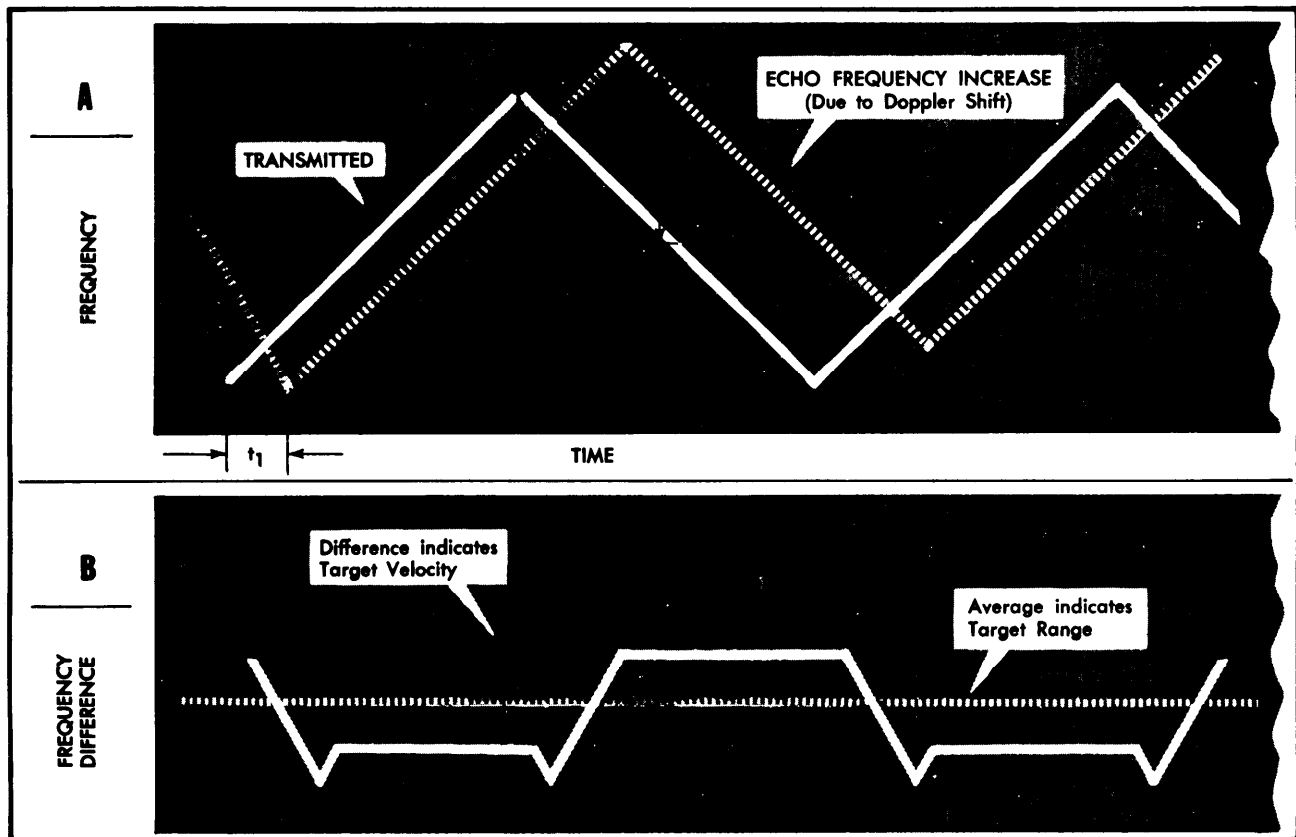 A
FREQUENCY
TRANSMITTED
ECHO FREQUENCY INCREASE
(Due to Doppler Shift)
t1
TIME
B
FREQUENCY
DIFFERENCE
Difference indicates
Target Velocity
Average indicates
Target Range